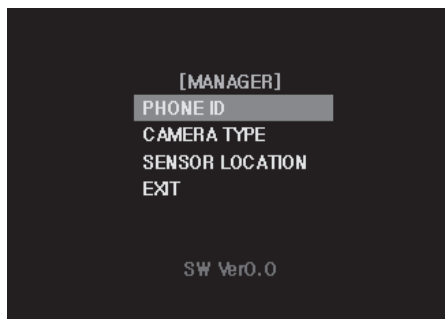 [MANAGER]
PHONE ID
CAMERA TYPE
SENSOR LOCATION
EXIT
SW Ver0.0